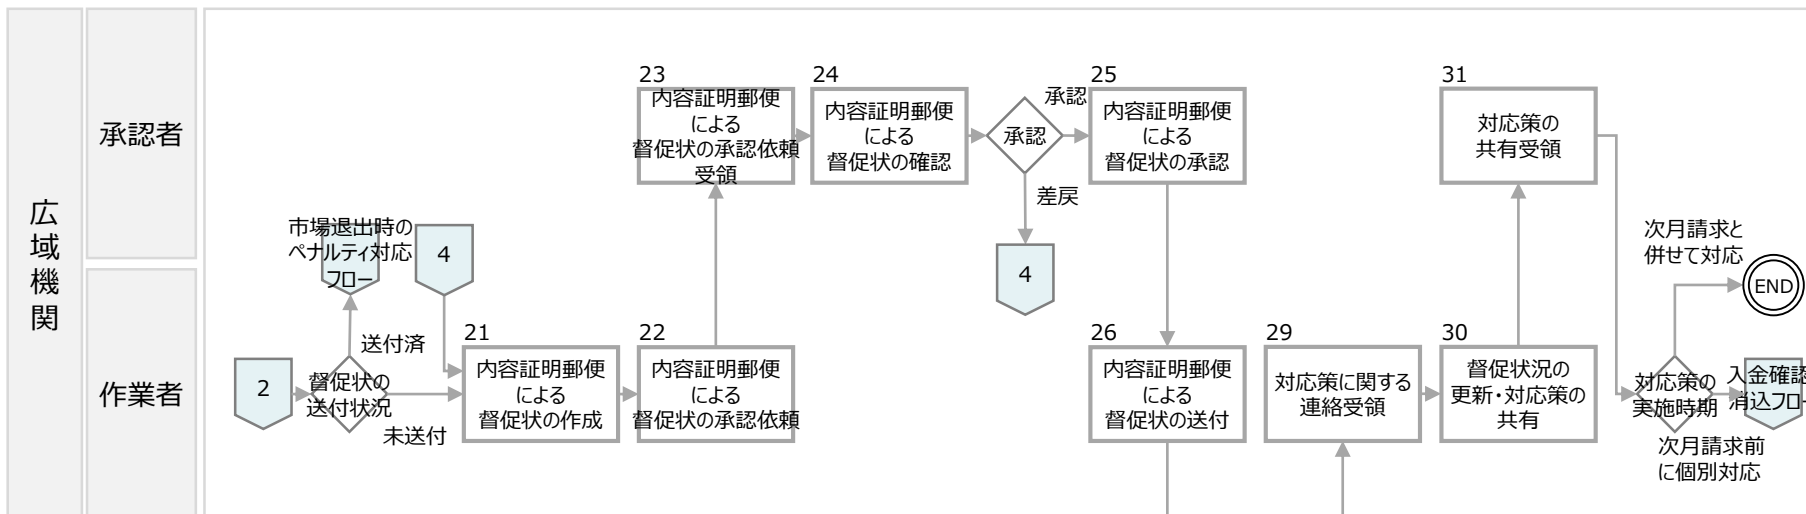 広域機関
承認者
作業者
23
内容証明郵便
による
督促状の承認依頼
受領
24
内容証明郵便
による
督促状の確認
承認
承認
差戻
4
25
内容証明郵便
による
督促状の承認
31
対応策の
共有受領
市場退出時の
ペナルティ対応
フロー
4
2
督促状の
送付状況
送付済
未送付
21
内容証明郵便
による
督促状の作成
22
内容証明郵便
による
督促状の承認依頼
26
内容証明郵便
による
督促状の送付
29
対応策に関する
連絡受領
30
督促状況の
更新・対応策の
共有
対応策の
実施時期
次月請求と
併せて対応
END
入金確認
消込フロー
次月請求前
に個別対応